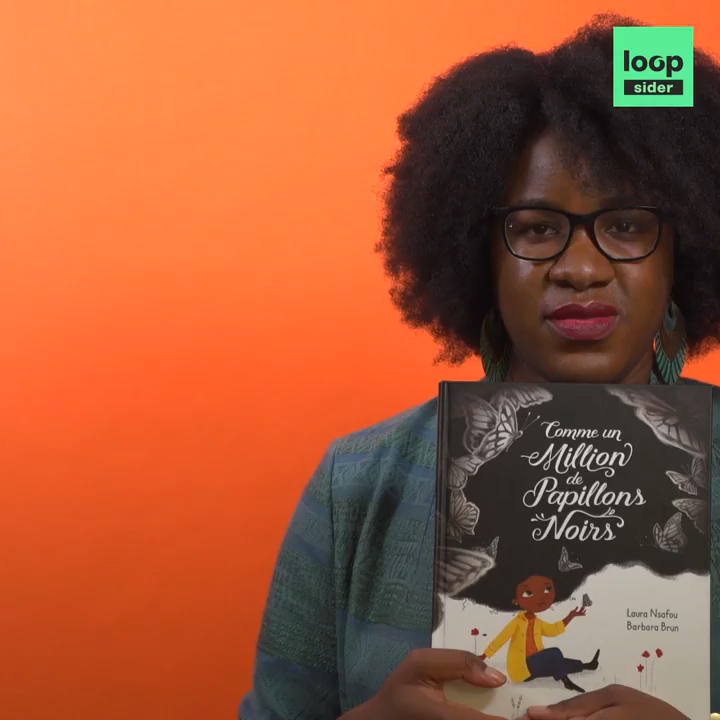 loop
sider
Comme un
Million
de
Papillons
Noirs
Laura Nsafou
Barbara Brun